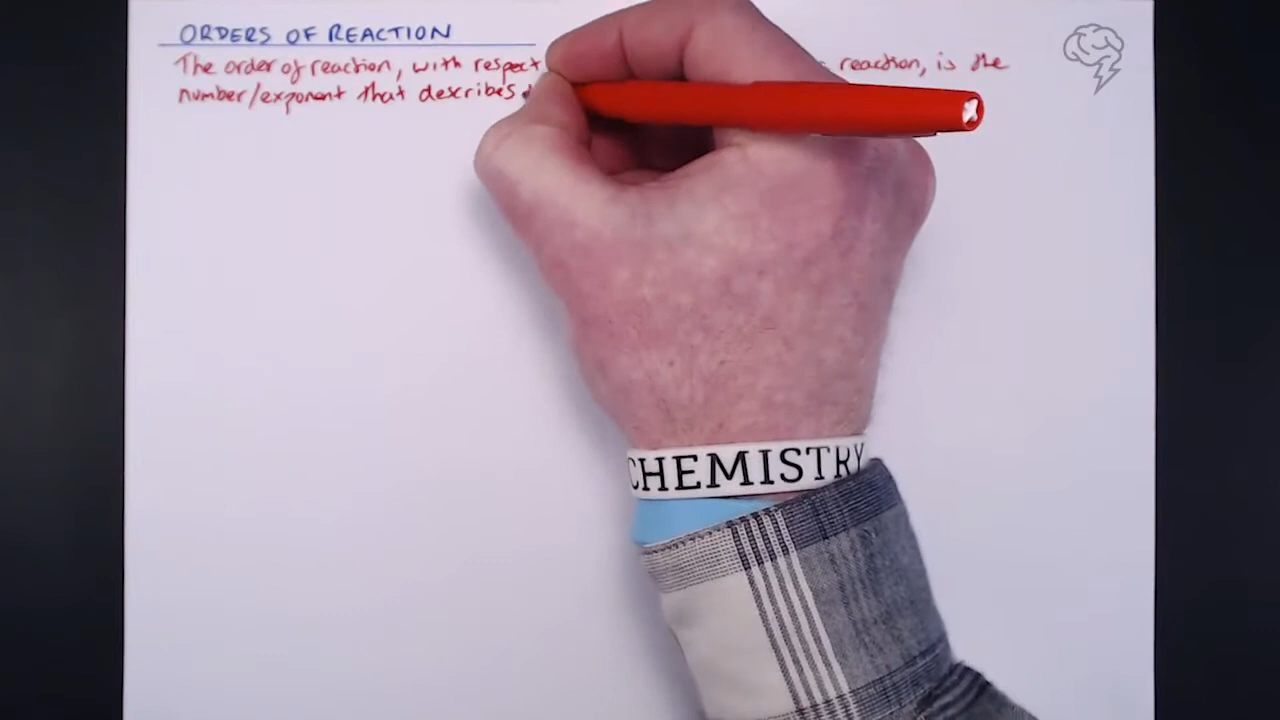 ORDERS OF REACTION
The order of reaction, with respect reaction, is the
number/exponent that describes
CHEMISTRY